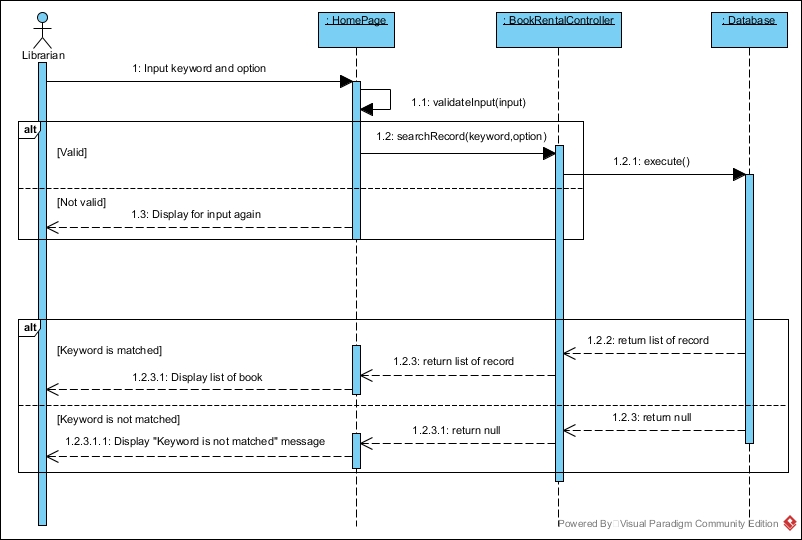 : HomePage
: BookRentalController
: Database
Librarian
1: Input keyword and option
1.1: validateInput(input)
alt
1.2: searchRecord(keyword,option)
[Valid]
1.2.1: execute()
[Not valid]
1.3: Display for input again
alt
[Keyword is matched]
1.2.2: return list of record
1.2.3: return list of record
1.2.3.1: Display list of book
[Keyword is not matched]
1.2.3: return null
1.2.3.1: return null
1.2.3.1.1: Display "Keyword is not matched" message
Powered By Visual Paradigm Community Edition